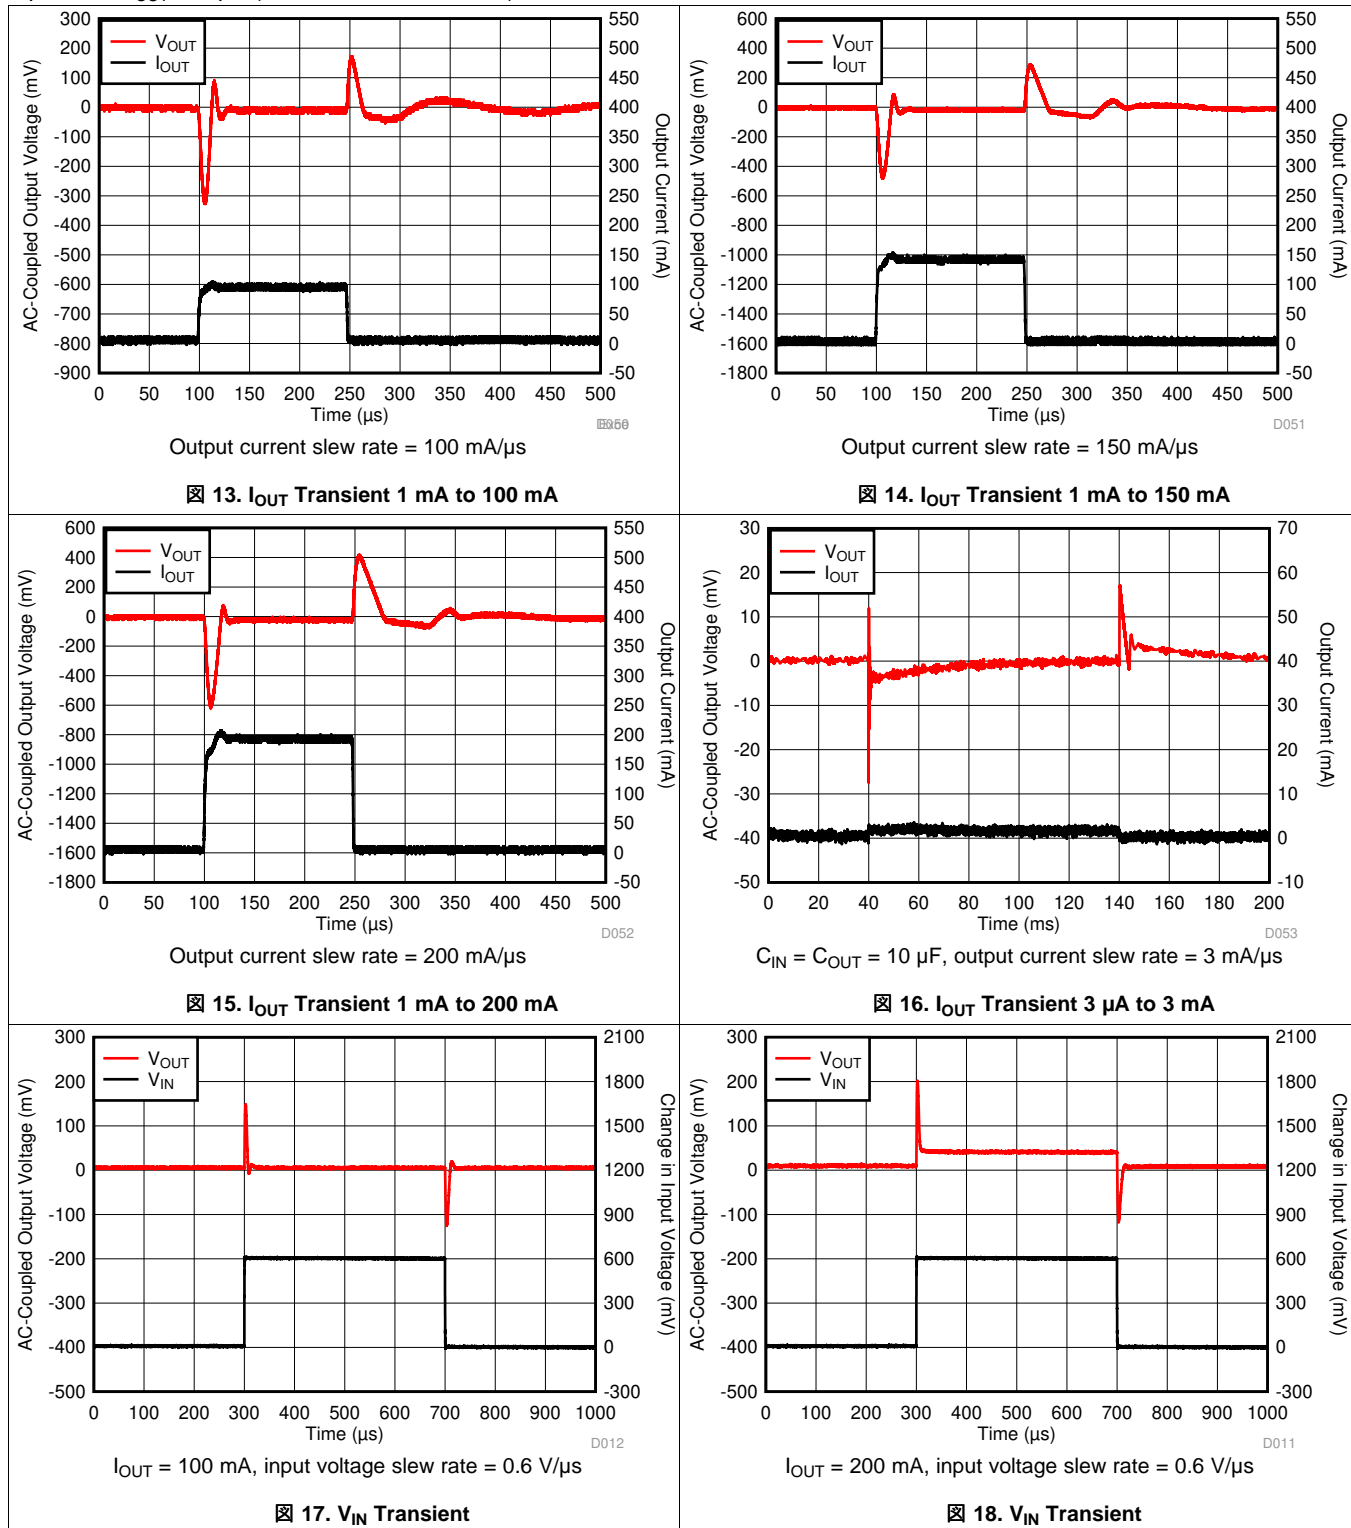 300
200
100
0
-100
-200
-300
-400
-500
-600
-700
-800
-900
550
500
450
400
350
300
250
200
150
100
50
0
-50
VOUT
IOUT
AC-Coupled Output Voltage (mV)
Output Current (mA)
0 50 100 150 200 250 300 350 400 450 500
Time (µs)
Output current slew rate = 100 mA/µs
図 13. IOUT Transient 1 mA to 100 mA
600
400
200
0
-200
-400
-600
-800
-1000
-1200
-1400
-1600
-1800
550
500
450
400
350
300
250
200
150
100
50
0
-50
VOUT
IOUT
AC-Coupled Output Voltage (mV)
Output Current (mA)
0 50 100 150 200 250 300 350 400 450 500
Time (µs)
D051
Output current slew rate = 150 mA/µs
図 14. IOUT Transient 1 mA to 150 mA
600
400
200
0
-200
-400
-600
-800
-1000
-1200
-1400
-1600
-1800
550
500
450
400
350
300
250
200
150
100
50
0
-50
VOUT
IOUT
AC-Coupled Output Voltage (mV)
Output Current (mA)
0 50 100 150 200 250 300 350 400 450 500
Time (µs)
D052
Output current slew rate = 200 mA/µs
図 15. IOUT Transient 1 mA to 200 mA
30
20
10
0
-10
-20
-30
-40
-50
70
60
50
40
30
20
10
0
-10
VOUT
IOUT
AC-Coupled Output Voltage (mV)
Output Current (mA)
0 20 40 60 80 100 120 140 160 180 200
Time (ms)
D053
CIN = COUT = 10 µF, output current slew rate = 3 mA/µs
図 16. IOUT Transient 3 µA to 3 mA
300
200
100
0
-100
-200
-300
-400
-500
2100
1800
1500
1200
900
600
300
0
-300
VOUT
VIN
AC-Coupled Output Voltage (mV)
Change in Input Voltage (mV)
0 100 200 300 400 500 600 700 800 900 1000
Time (µs)
D012
IOUT = 100 mA, input voltage slew rate = 0.6 V/µs
図 17. VIN Transient
300
200
100
0
-100
-200
-300
-400
-500
2100
1800
1500
1200
900
600
300
0
-300
VOUT
VIN
AC-Coupled Output Voltage (mV)
Change in Input Voltage (mV)
0 100 200 300 400 500 600 700 800 900 1000
Time (µs)
D011
IOUT = 200 mA, input voltage slew rate = 0.6 V/µs
図 18. VIN Transient